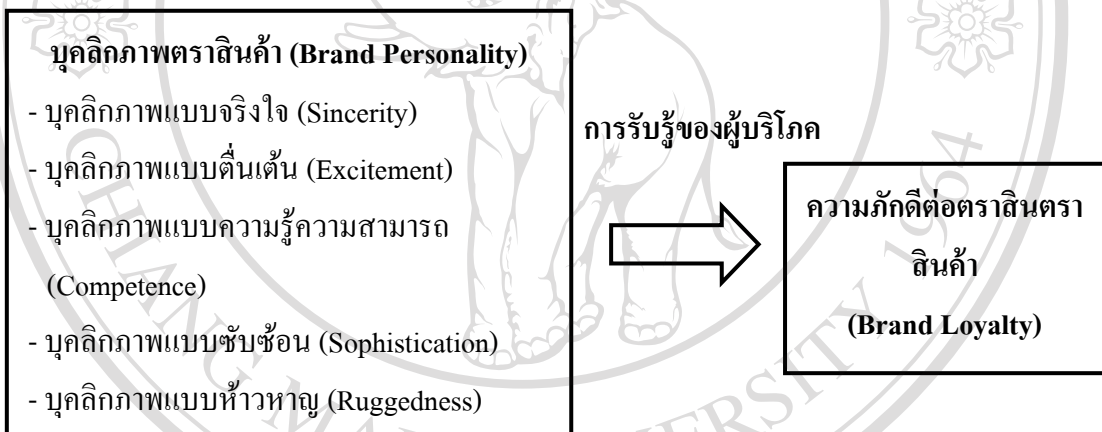 บุคลิกภาพตราสินค้า (Brand Personality)
- บุคลิกภาพแบบจริงใจ (Sincerity)
- บุคลิกภาพแบบตื่นเต้น (Excitement)
- บุคลิกภาพแบบความรู้ความสามารถ
(Competence)
- บุคลิกภาพแบบซับซ้อน (Sophistication)
- บุคลิกภาพแบบห้าวหาญ (Ruggedness)
การรับรู้ของผู้บริโภค
ความภักดีต่อตราสินตรา
สินค้า
(Brand Loyalty)